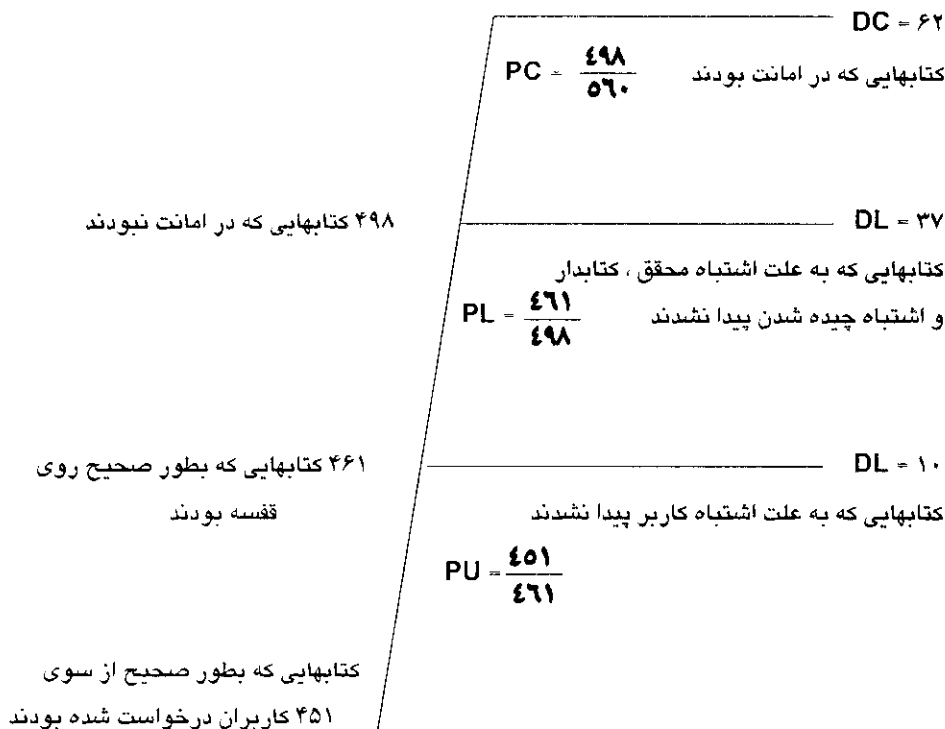 DC = ۶۲
کتابهایی که در امانت بودند PC = ٤٩٨/٥٦٠
۴۹۸ کتابهایی که در امانت نبودند
DL = ۳۷
کتابهایی که به علت اشتباه محقق ، کتابدار
و اشتباه چیده شدن پیدا نشدند PL = ٤٦١/٤٩٨
۴۶۱ کتابهایی که بطور صحیح روی
قفسه بودند
DL = ۱۰
کتابهایی که به علت اشتباه کاربر پیدا نشدند
PU = ٤٥١/٤٦١
کتابهایی که بطور صحیح از سوی
۴۵۱ کاربران درخواست شده بودند